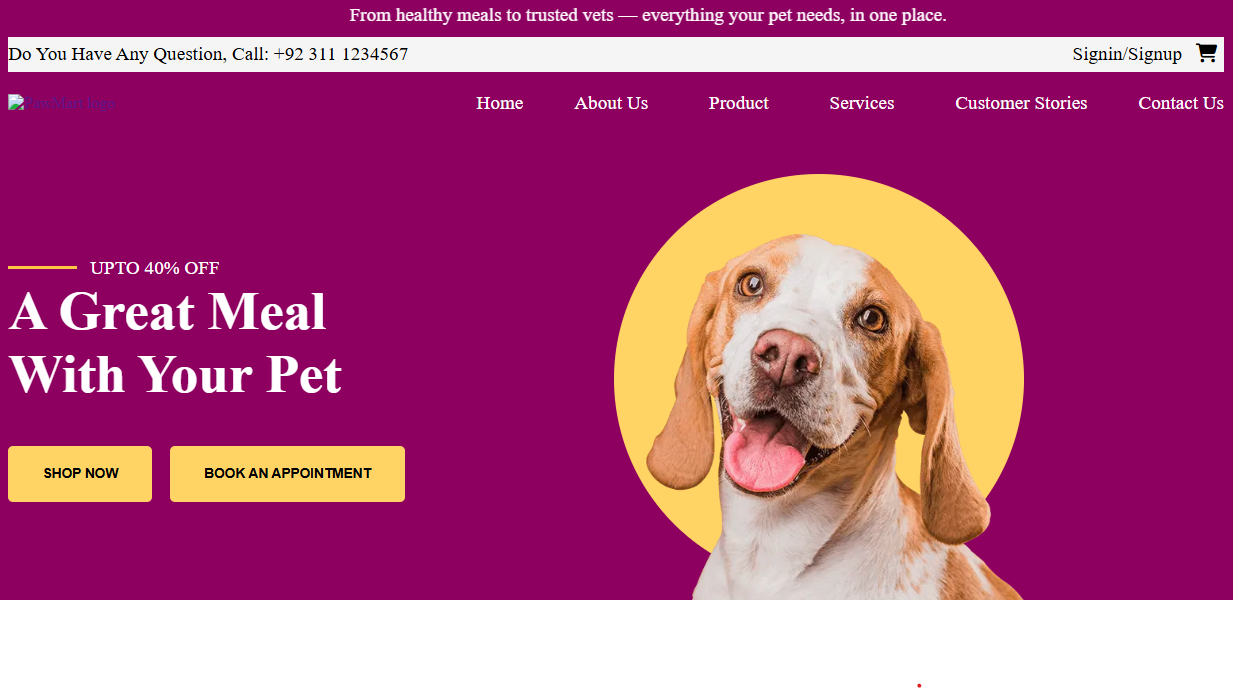 From healthy meals to trusted vets — everything your pet needs, in one place.
Do You Have Any Question, Call: +92 311 1234567 Signin/Signup
PawMart logo Home About Us Product Services Customer Stories Contact Us
UPTO 40% OFF
A Great Meal
With Your Pet
SHOP NOW BOOK AN APPOINTMENT